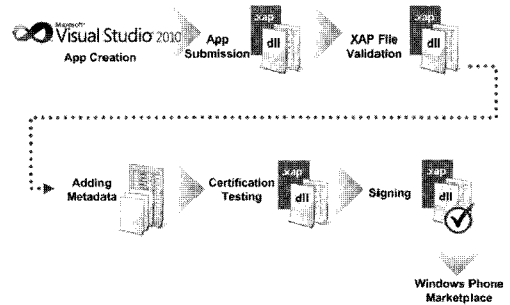 Microsoft®
Visual Studio 2010
App Creation
App
Submission
xap
dll
XAP File
Validation
xap
dll
Adding
Metadata
Certification
Testing
xap
dll
Signing
xap
dll
Windows Phone
Marketplace